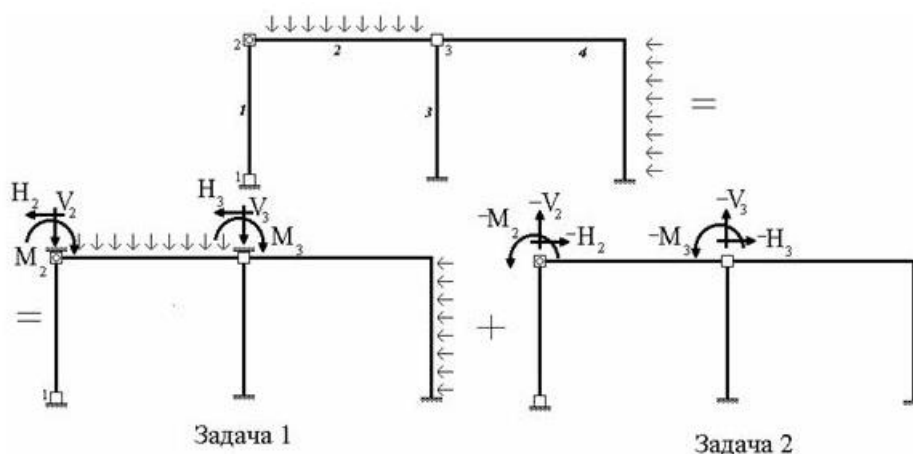 2
2
3
4
1
3
1
=
H₂
V₂
M₂
H₃
V₃
M₃
1
=
+
−M₂
−V₂
−H₂
−M₃
−V₃
−H₃
Задача 1
Задача 2